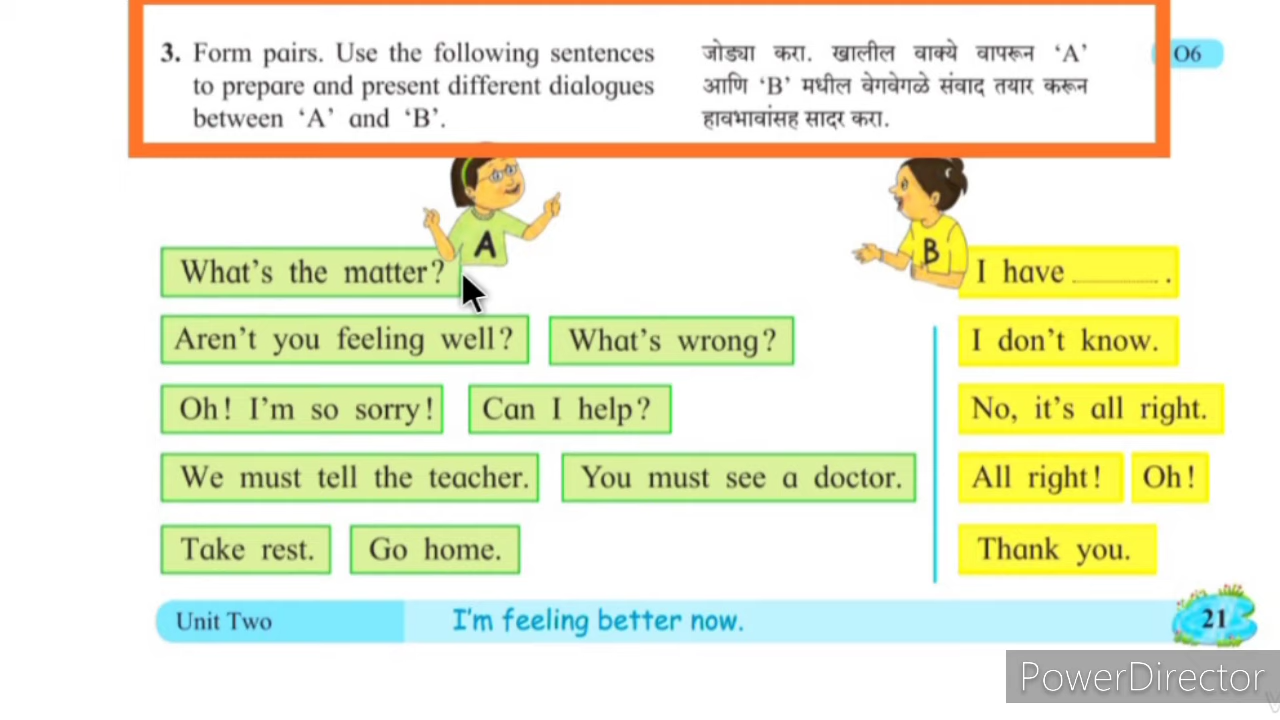 3. Form pairs. Use the following sentences
to prepare and present different dialogues
between ‘A’ and ‘B’.
जोड्या करा. खालील वाक्ये वापरून ‘A’
आणि ‘B’ मधील वेगवेगळे संवाद तयार करून
हावभावांसह सादर करा.
O6
A
B
What's the matter?
I have ............ .
Aren't you feeling well? What's wrong?
I don't know.
Oh! I'm so sorry! Can I help?
No, it's all right.
We must tell the teacher. You must see a doctor.
All right! Oh!
Take rest. Go home.
Thank you.
Unit Two I'm feeling better now. 21
PowerDirector